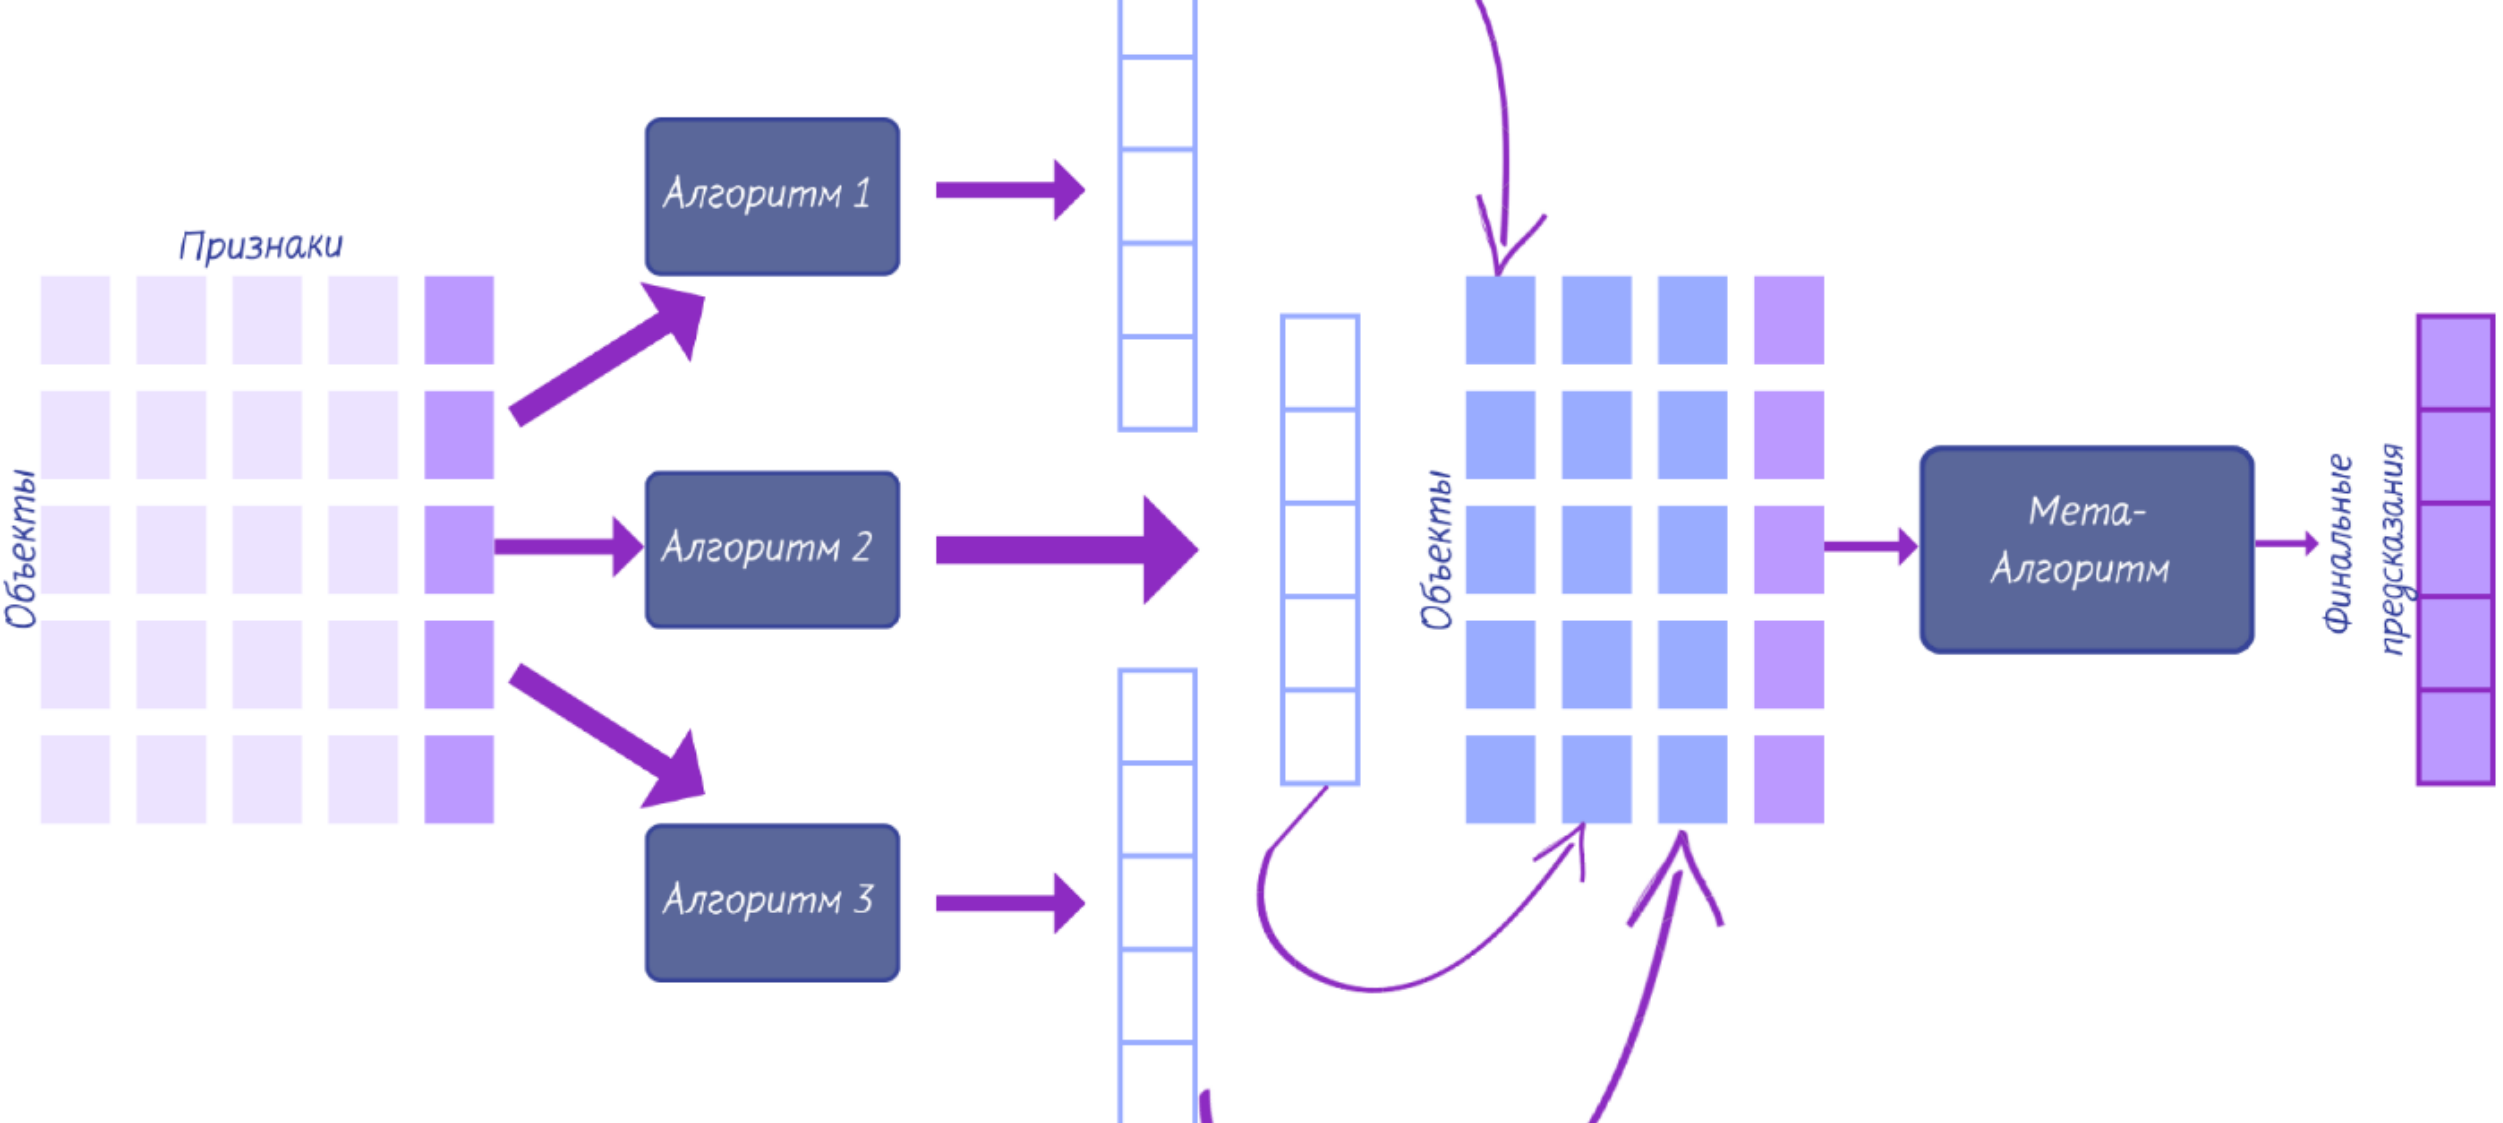 Признаки
Объекты
Алгоритм 1
Алгоритм 2
Алгоритм 3
Объекты
Мета-
Алгоритм
Финальные
предсказания